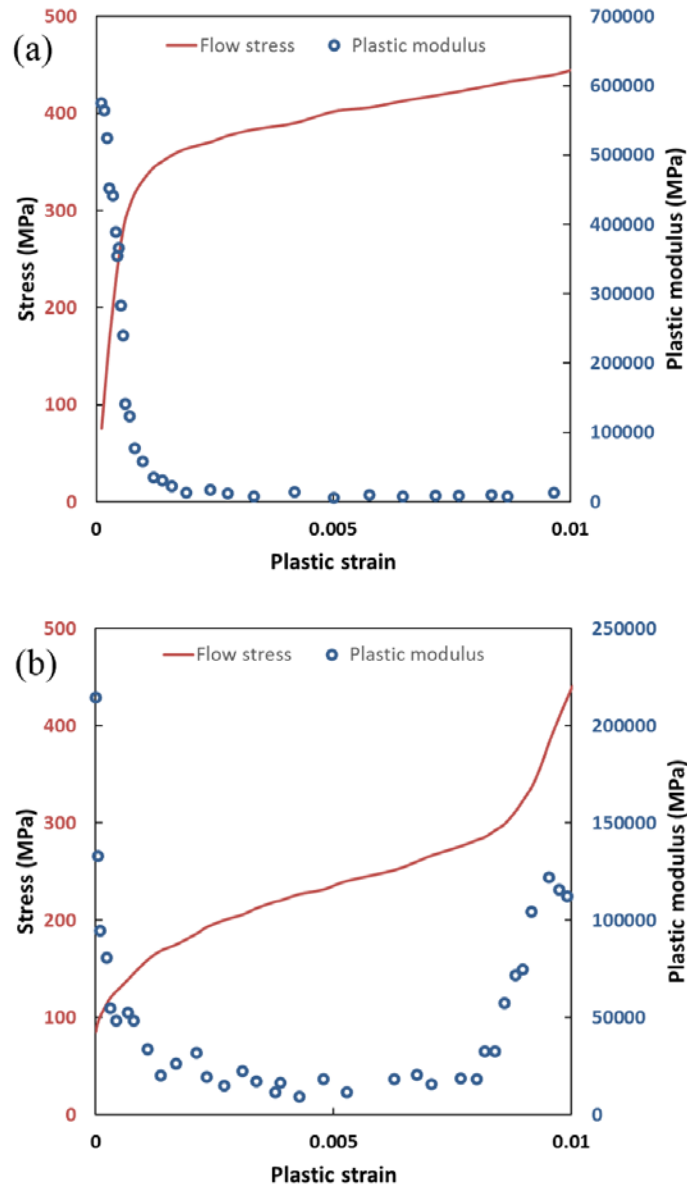 (a)
Flow stress
Plastic modulus
500
400
300
200
100
0
Stress (MPa)
700000
600000
500000
400000
300000
200000
100000
0
Plastic modulus (MPa)
0
0.005
0.01
Plastic strain
(b)
Flow stress
Plastic modulus
500
400
300
200
100
0
Stress (MPa)
250000
200000
150000
100000
50000
0
Plastic modulus (MPa)
0
0.005
0.01
Plastic strain